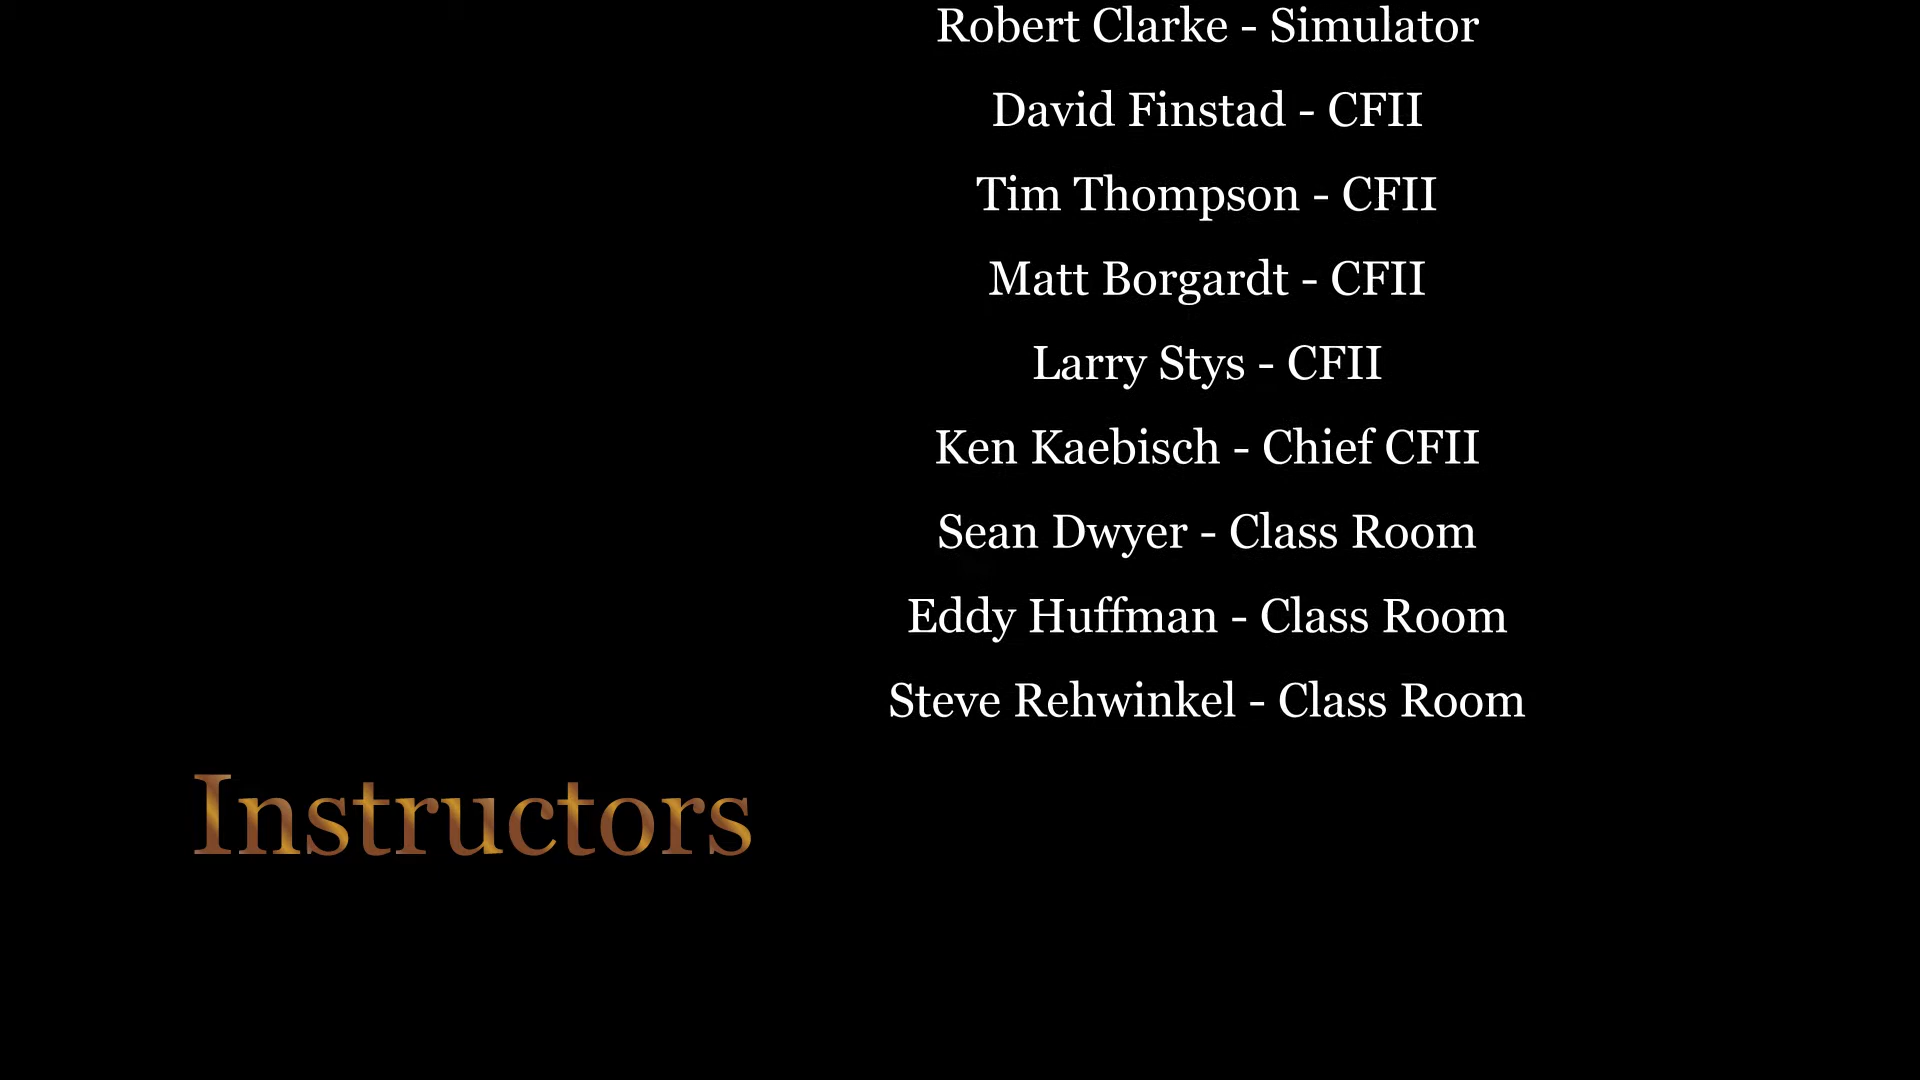 Robert Clarke - Simulator
David Finstad - CFII
Tim Thompson - CFII
Matt Borgardt - CFII
Larry Stys - CFII
Ken Kaebisch - Chief CFII
Sean Dwyer - Class Room
Eddy Huffman - Class Room
Steve Rehwinkel - Class Room
Instructors